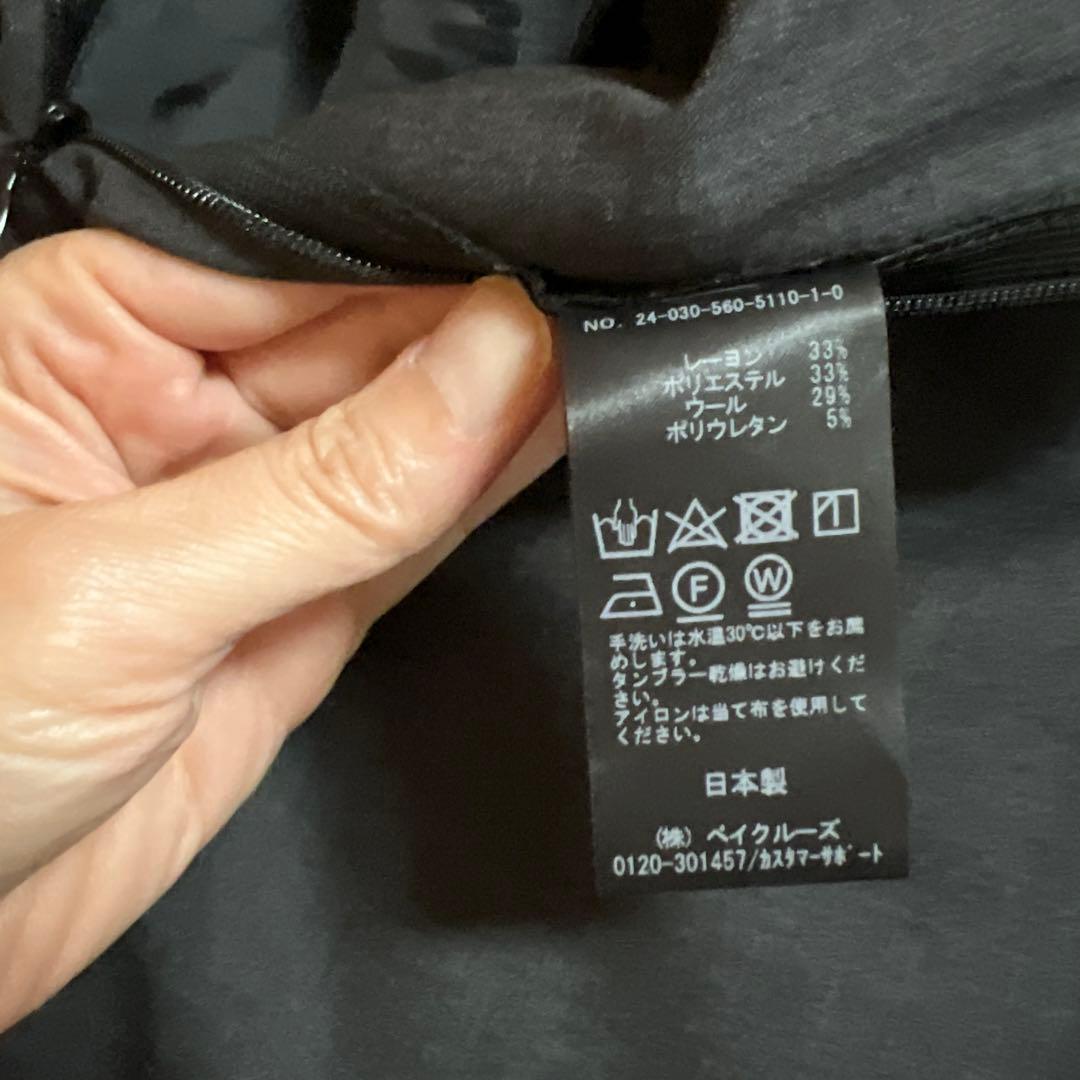 NO. 24-030-560-5110-1-0
レーヨン 33%
ポリエステル 33%
ウール 29%
ポリウレタン 5%
F W
手洗いは水温30℃以下をお薦
めします。
タンブラー乾燥はお避けくだ
さい。
アイロンは当て布を使用して
ください。
日本製
(株) ベイクルーズ
0120-301457/カスタマーサポート